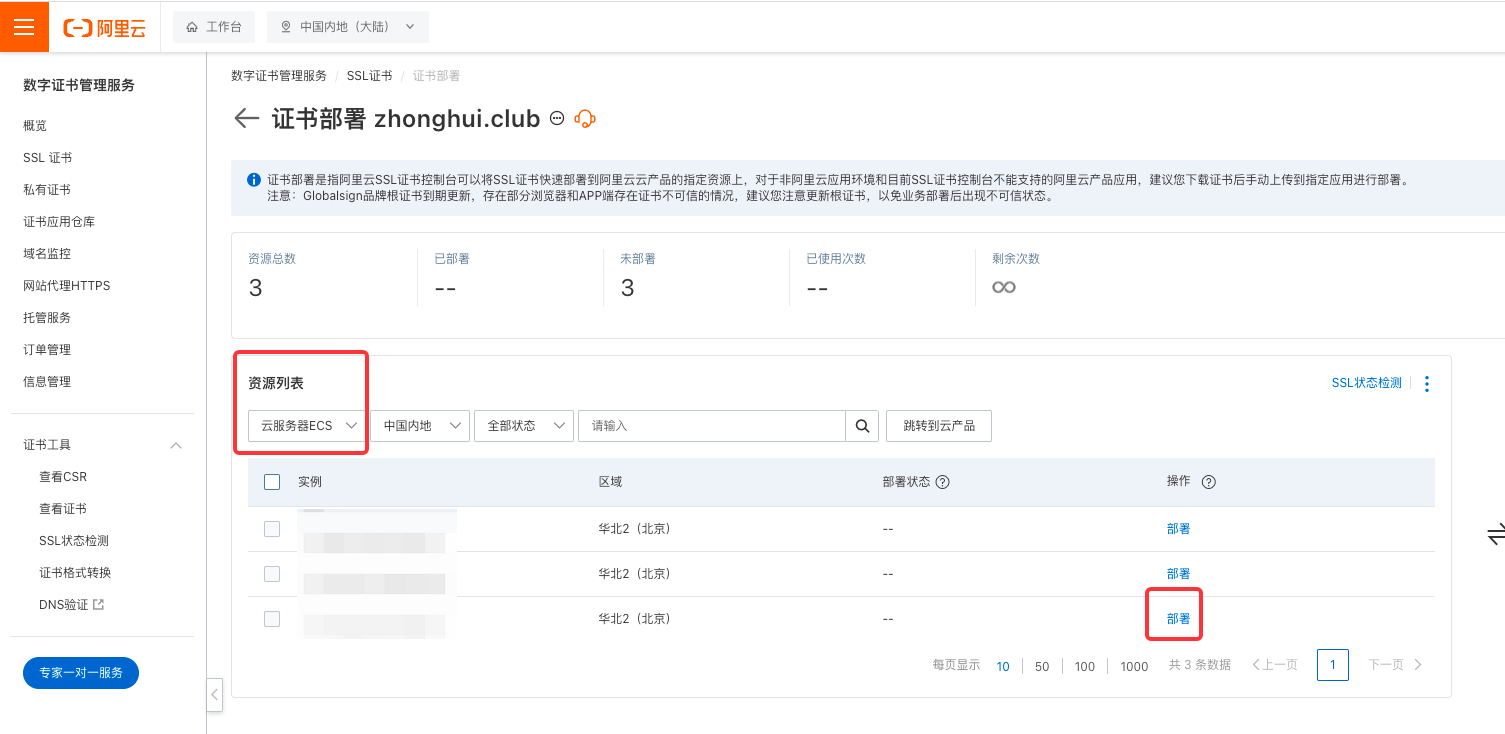 阿里云 工作台 中国内地(大陆)
数字证书管理服务
概览
SSL 证书
私有证书
证书应用仓库
域名监控
网站代理HTTPS
托管服务
订单管理
信息管理
证书工具
查看CSR
查看证书
SSL状态检测
证书格式转换
DNS验证
专家一对一服务
数字证书管理服务 / SSL证书 / 证书部署
证书部署 zhonghui.club
证书部署是指阿里云SSL证书控制台可以将SSL证书快速部署到阿里云云产品的指定资源上，对于非阿里云应用环境和目前SSL证书控制台不能支持的阿里云产品应用，建议您下载证书后手动上传到指定应用进行部署。
注意：Globalsign品牌根证书到期更新，存在部分浏览器和APP端存在证书不可信的情况，建议您注意更新根证书，以免业务部署后出现不可信状态。
资源总数 已部署 未部署 已使用次数 剩余次数
3 -- 3 -- ∞
资源列表 SSL状态检测
云服务器ECS 中国内地 全部状态 请输入 跳转到云产品
实例 区域 部署状态 操作
华北2（北京） -- 部署
华北2（北京） -- 部署
华北2（北京） -- 部署
每页显示 10 50 100 1000 共 3 条数据 上一页 1 下一页